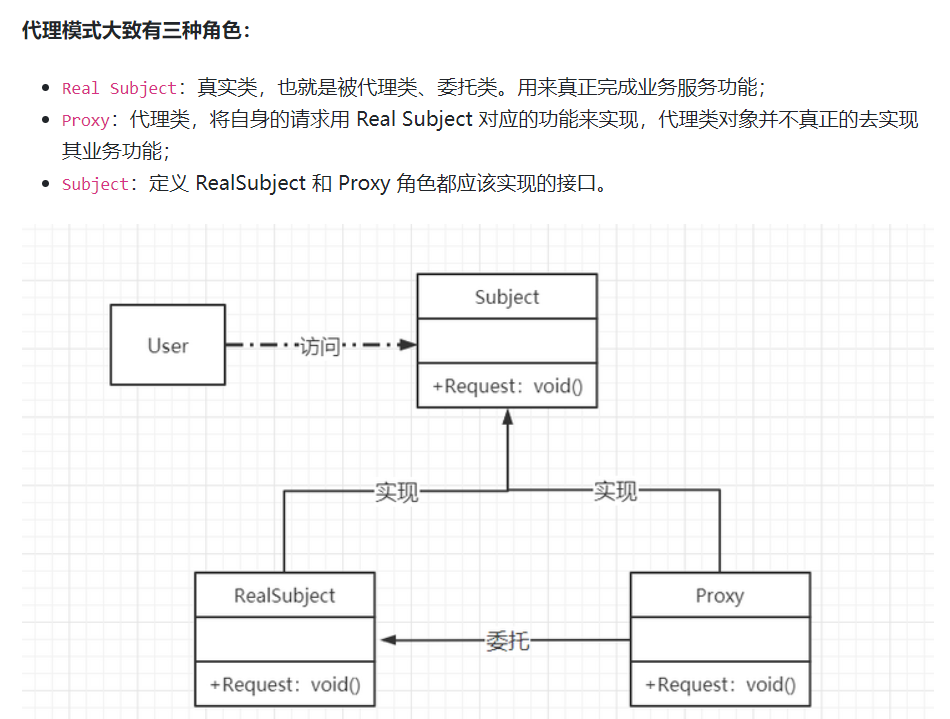 代理模式大致有三种角色：
Real Subject：真实类，也就是被代理类、委托类。用来真正完成业务服务功能；
Proxy：代理类，将自身的请求用 Real Subject 对应的功能来实现，代理类对象并不真正的去实现
其业务功能；
Subject：定义 RealSubject 和 Proxy 角色都应该实现的接口。
Subject
User
访问
+Request：void()
实现
实现
RealSubject
Proxy
委托
+Request：void()
+Request：void()